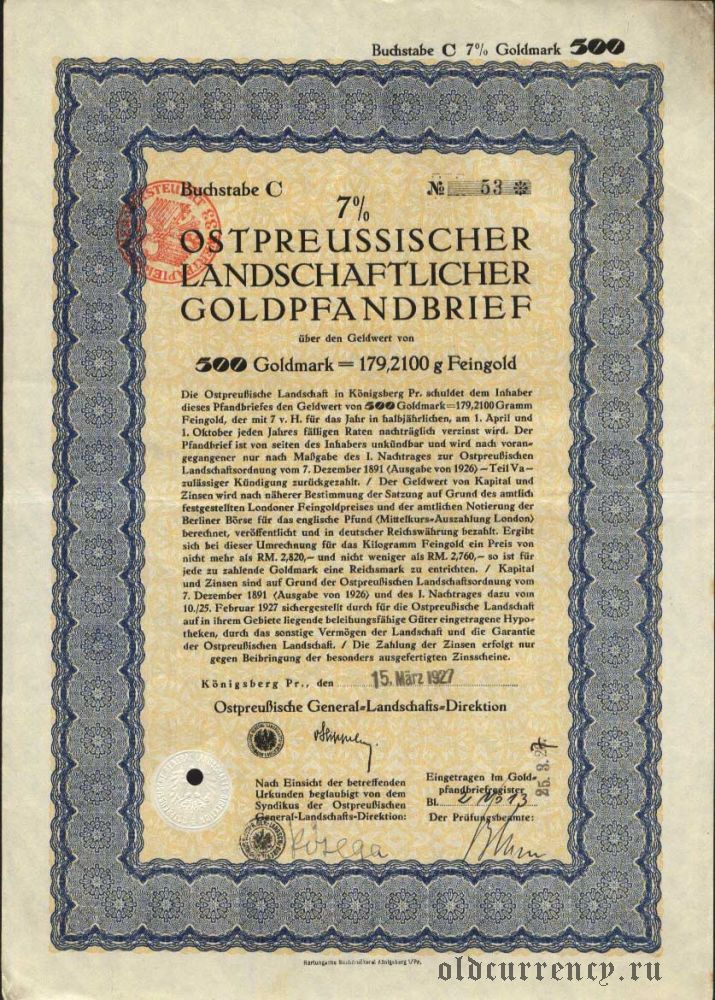 Buchstabe C 7% Goldmark 500
Buchstabe C № 53 ✻
7%
OSTPREUSSISCHER
LANDSCHAFTLICHER
GOLDPFANDBRIEF
über den Geldwert von
500 Goldmark = 179,2100 g Feingold
Die Ostpreußische Landschaft in Königsberg Pr. schuldet dem Inhaber
dieses Pfandbriefes den Geldwert von 500 Goldmark=179,2100 Gramm
Feingold, der mit 7 v. H. für das Jahr in halbjährlichen, am 1. April und
1. Oktober jeden Jahres fälligen Raten nachträglich verzinst wird. Der
Pfandbrief ist von seiten des Inhabers unkündbar und wird nach voran-
gegangener nur nach Maßgabe des I. Nachtrages zur Ostpreußischen
Landschaftsordnung vom 7. Dezember 1891 (Ausgabe von 1926) – Teil Va –
zulässiger Kündigung zurückgezahlt. / Der Geldwert von Kapital und
Zinsen wird nach näherer Bestimmung der Satzung auf Grund des amtlich
festgestellten Londoner Feingoldpreises und der amtlichen Notierung der
Berliner Börse für das englische Pfund (Mittelkurs-Auszahlung London)
berechnet, veröffentlicht und in deutscher Reichswährung bezahlt. Ergibt
sich bei dieser Umrechnung für das Kilogramm Feingold ein Preis von
nicht mehr als RM. 2,820,– und nicht weniger als RM. 2,760,– so ist für
jede zu zahlende Goldmark eine Reichsmark zu entrichten. / Kapital
und Zinsen sind auf Grund der Ostpreußischen Landschaftsordnung vom
7. Dezember 1891 (Ausgabe von 1926) und des I. Nachtrages dazu vom
10./25. Februar 1927 sichergestellt durch für die Ostpreußische Landschaft
auf in ihrem Gebiete liegende beleihungsfähige Güter eingetragene Hypo-
theken, durch das sonstige Vermögen der Landschaft und die Garantie
der Ostpreußischen Landschaft. / Die Zahlung der Zinsen erfolgt nur
gegen Beibringung der besonders ausgefertigten Zinsscheine.
Königsberg Pr., den 15. März 1927
Ostpreußische General-Landschafts-Direktion
Nach Einsicht der betreffenden
Urkunden beglaubigt von dem
Syndikus der Ostpreußischen
General-Landschafts-Direktion:
Eingetragen im Gold-
pfandbriefregister
Bl.
Der Prüfungsbeamte:
25. 3. 27
Hartungsche Buchdruckerei Königsberg i/Pr.
oldcurrency.ru